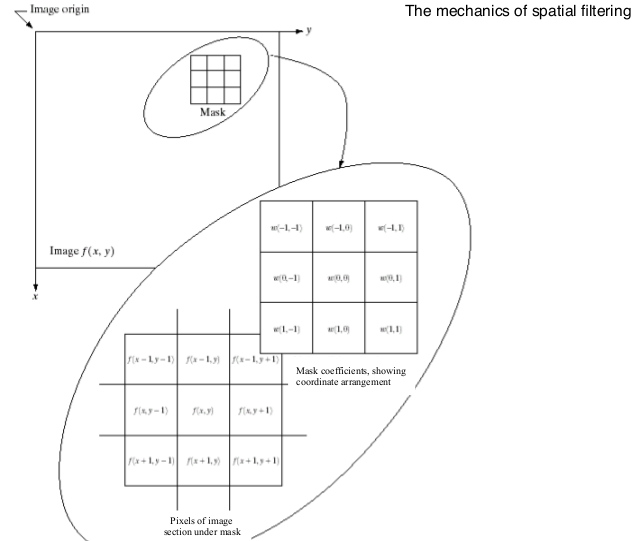 Image origin
The mechanics of spatial filtering
y
Mask
Image f(x, y)
x
w(-1,-1) w(-1,0) w(-1,1)
w(0,-1) w(0,0) w(0,1)
w(1,-1) w(1,0) w(1,1)
f(x-1,y-1) f(x-1,y) f(x-1,y+1)
Mask coefficients, showing
coordinate arrangement
f(x,y-1) f(x,y) f(x,y+1)
f(x+1,y-1) f(x+1,y) f(x+1,y+1)
Pixels of image
section under mask